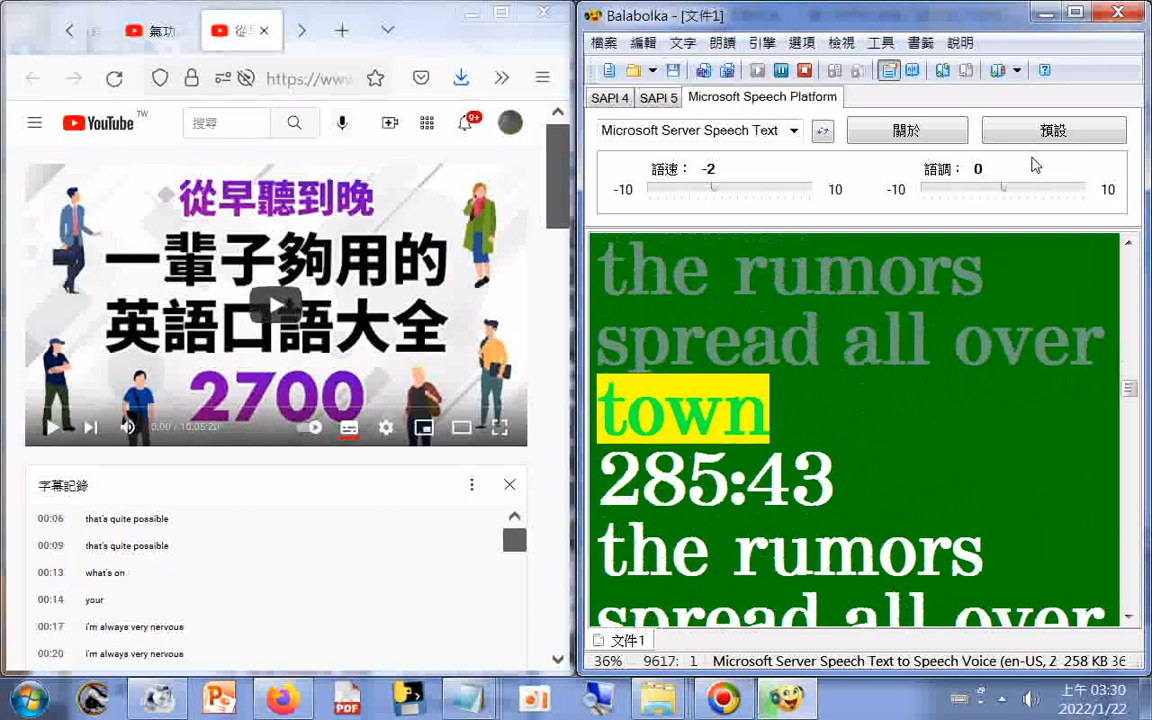 氣功
從
https://www
YouTube TW
搜尋
9+
從早聽到晚
一輩子夠用的
英語口語大全
2700
0:00 / 10:05:20
字幕記錄
00:06 that's quite possible
00:09 that's quite possible
00:13 what's on
00:14 your
00:17 i'm always very nervous
00:20 i'm always very nervous
Balabolka - [文件1]
檔案 編輯 文字 朗讀 引擎 選項 檢視 工具 書籤 說明
SAPI 4 SAPI 5 Microsoft Speech Platform
Microsoft Server Speech Text 關於 預設
語速： -2 語調： 0
-10 10 -10 10
the rumors
spread all over
town
285:43
the rumors
spread all over
文件1
36% 9617: 1 Microsoft Server Speech Text to Speech Voice (en-US, 2 258 KB 36
PDF
上午 03:30
2022/1/22